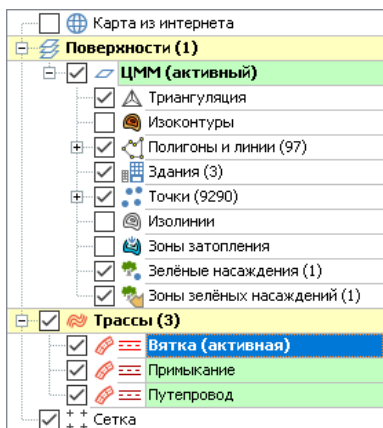 Карта из интернета
Поверхности (1)
ЦММ (активный)
Триангуляция
Изоконтуры
Полигоны и линии (97)
Здания (3)
Точки (9290)
Изолинии
Зоны затопления
Зелёные насаждения (1)
Зоны зелёных насаждений (1)
Трассы (3)
Вятка (активная)
Примыкание
Путепровод
Сетка